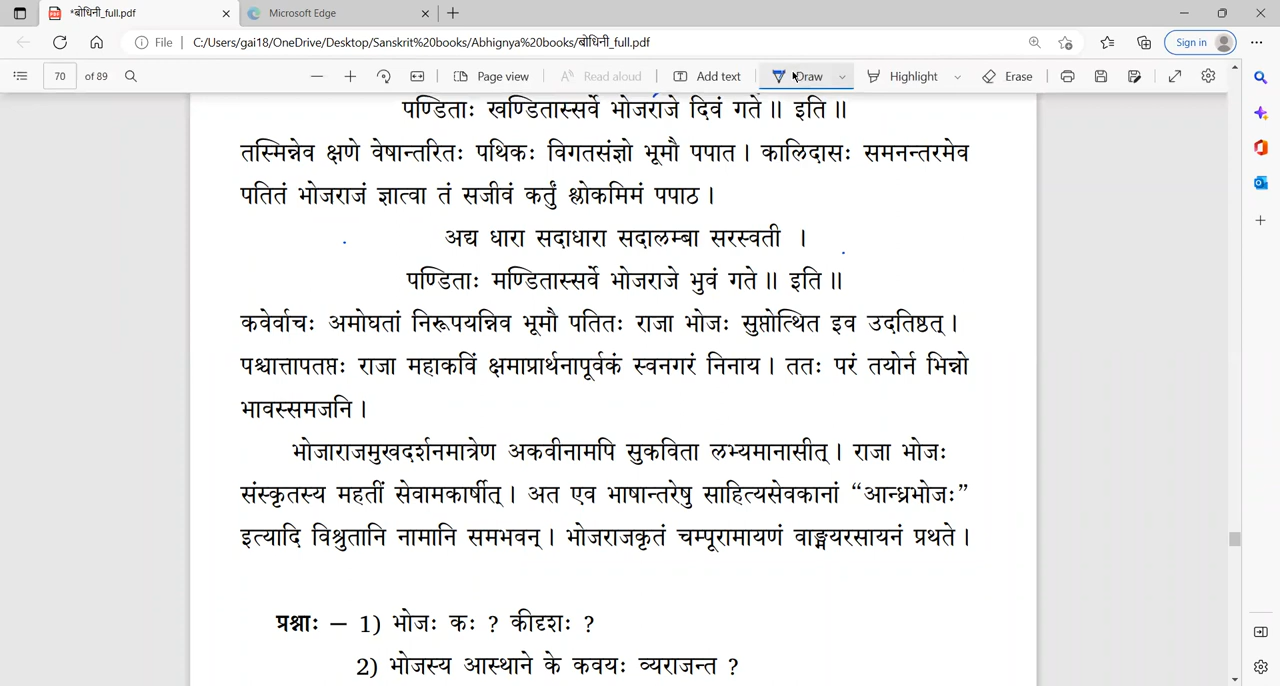 *बोधिनी_full.pdf
Microsoft Edge
File
C:/Users/gai18/OneDrive/Desktop/Sanskrit%20books/Abhignya%20books/बोधिनी_full.pdf
Sign in
70 of 89
Page view
Read aloud
Add text
Draw
Highlight
Erase
पण्डिताः खण्डितास्सर्वे भोजराजे दिवं गते ॥ इति ॥
तस्मिन्नेव क्षणे वेषान्तरितः पथिकः विगतसंज्ञो भूमौ पपात । कालिदासः समनन्तरमेव
पतितं भोजराजं ज्ञात्वा तं सजीवं कर्तुं श्लोकमिमं पपाठ ।
अद्य धारा सदाधारा सदालम्बा सरस्वती ।
पण्डिताः मण्डितास्सर्वे भोजराजे भुवं गते ॥ इति ॥
कवेर्वाचः अमोघतां निरूपयन्निव भूमौ पतितः राजा भोजः सुप्तोत्थित इव उदतिष्ठत् ।
पश्चात्तापतप्तः राजा महाकविं क्षमाप्रार्थनापूर्वकं स्वनगरं निनाय । ततः परं तयोर्न भिन्नो
भावस्समजनि ।
भोजाराजमुखदर्शनमात्रेण अकवीनामपि सुकविता लभ्यमानासीत् । राजा भोजः
संस्कृतस्य महतीं सेवामकार्षीत् । अत एव भाषान्तरेषु साहित्यसेवकानां “आन्ध्रभोजः”
इत्यादि विश्रुतानि नामानि समभवन् । भोजराजकृतं चम्पूरामायणं वाङ्मयरसायनं प्रथते ।
प्रश्नाः – 1) भोजः कः ? कीदृशः ?
2) भोजस्य आस्थाने के कवयः व्यराजन्त ?